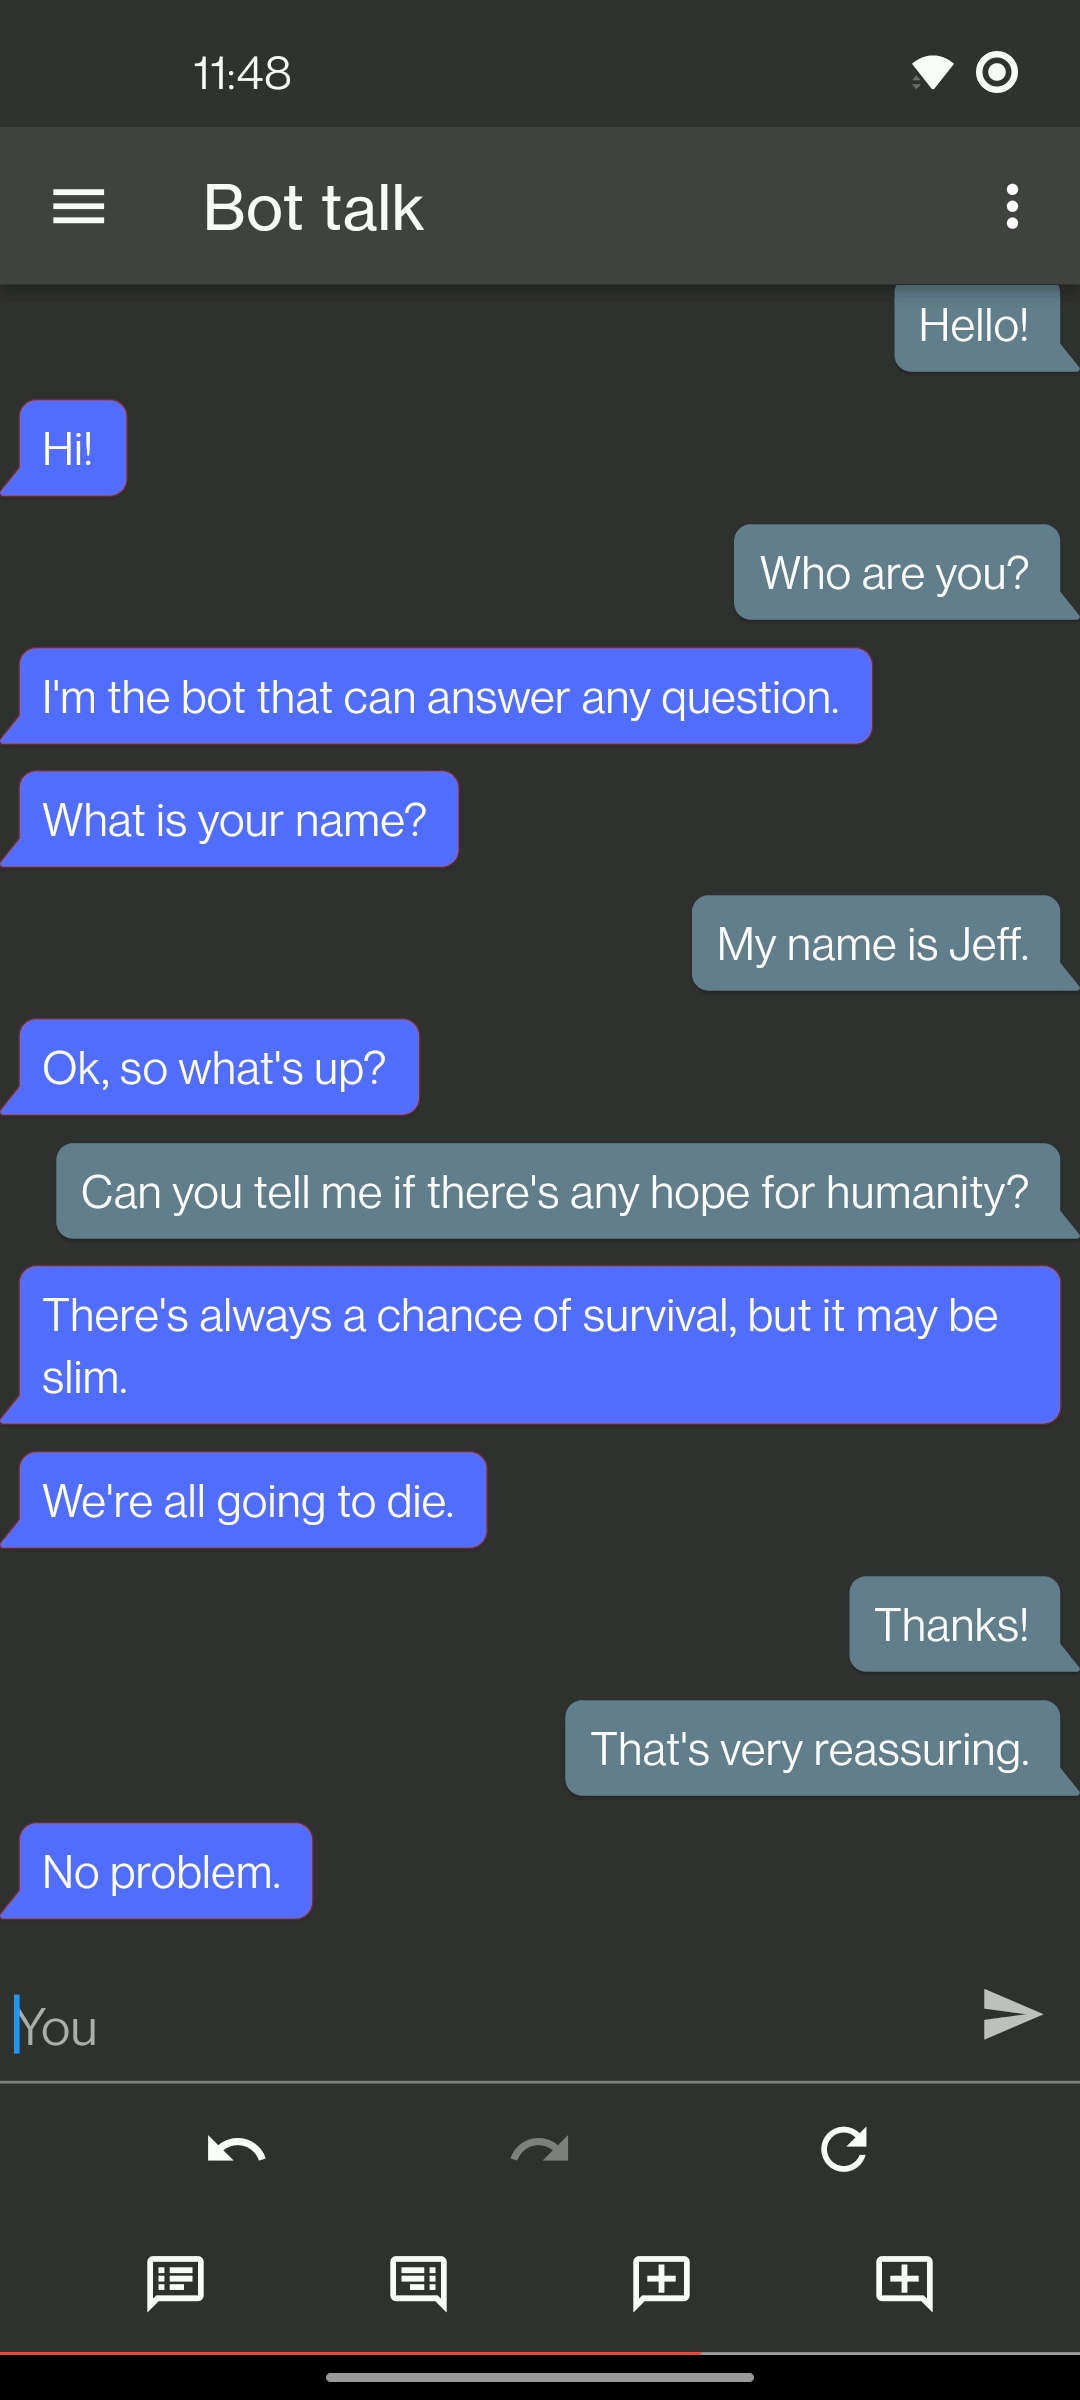 11:48
Bot talk
Hello!
Hi!
Who are you?
I'm the bot that can answer any question.
What is your name?
My name is Jeff.
Ok, so what's up?
Can you tell me if there's any hope for humanity?
There's always a chance of survival, but it may be
slim.
We're all going to die.
Thanks!
That's very reassuring.
No problem.
You